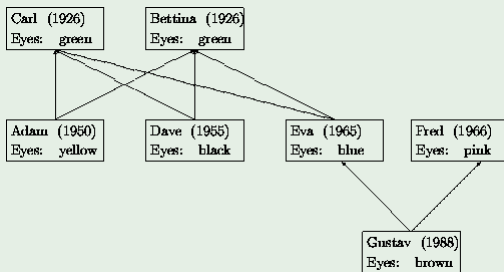 Carl (1926)
Eyes: green
Bettina (1926)
Eyes: green
Adam (1950)
Eyes: yellow
Dave (1955)
Eyes: black
Eva (1965)
Eyes: blue
Fred (1966)
Eyes: pink
Gustav (1988)
Eyes: brown